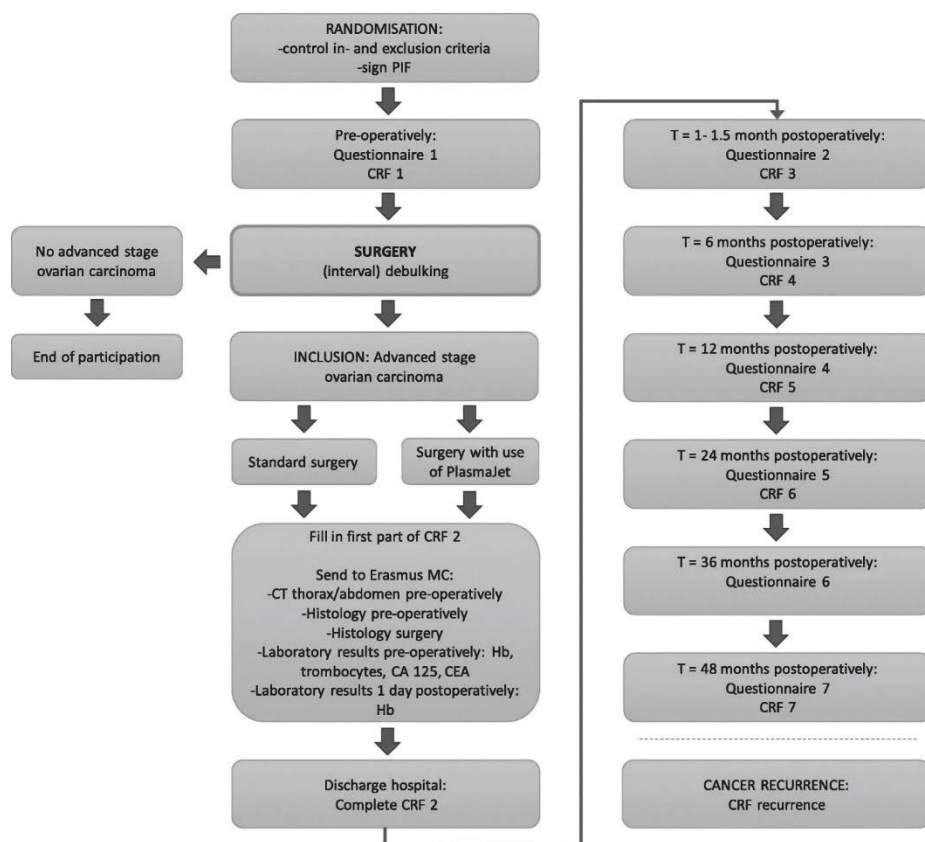 RANDOMISATION:
-control in- and exclusion criteria
-sign PIF
Pre-operatively:
Questionnaire 1
CRF 1
SURGERY
(interval) debulking
No advanced stage
ovarian carcinoma
End of participation
INCLUSION: Advanced stage
ovarian carcinoma
Standard surgery
Surgery with use
of PlasmaJet
Fill in first part of CRF 2
Send to Erasmus MC:
-CT thorax/abdomen pre-operatively
-Histology pre-operatively
-Histology surgery
-Laboratory results pre-operatively: Hb,
trombocytes, CA 125, CEA
-Laboratory results 1 day postoperatively:
Hb
Discharge hospital:
Complete CRF 2
T = 1- 1.5 month postoperatively:
Questionnaire 2
CRF 3
T = 6 months postoperatively:
Questionnaire 3
CRF 4
T = 12 months postoperatively:
Questionnaire 4
CRF 5
T = 24 months postoperatively:
Questionnaire 5
CRF 6
T = 36 months postoperatively:
Questionnaire 6
T = 48 months postoperatively:
Questionnaire 7
CRF 7
CANCER RECURRENCE:
CRF recurrence